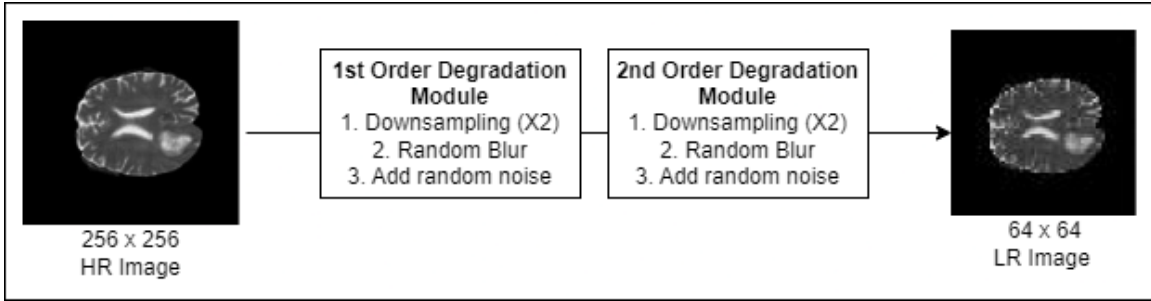 1st Order Degradation
Module
1. Downsampling (X2)
2. Random Blur
3. Add random noise
2nd Order Degradation
Module
1. Downsampling (X2)
2. Random Blur
3. Add random noise
256 x 256
HR Image
64 x 64
LR Image